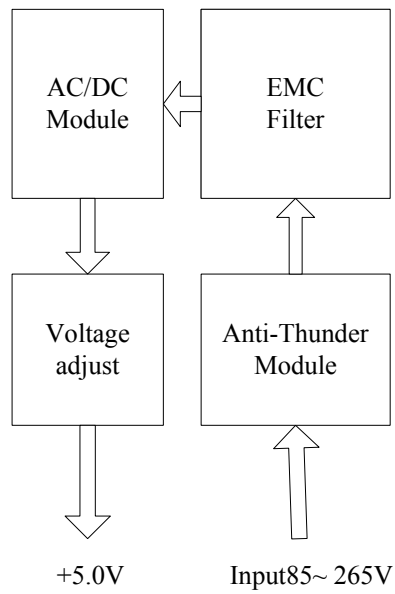 AC/DC
Module
EMC
Filter
Voltage
adjust
Anti-Thunder
Module
+5.0V
Input85~ 265V